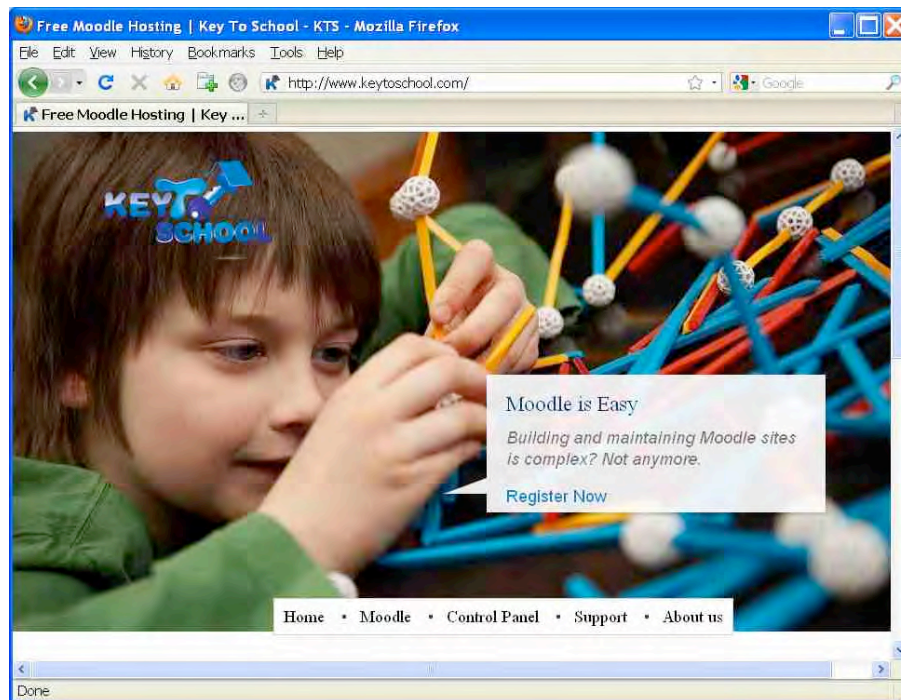 Free Moodle Hosting | Key To School - KTS - Mozilla Firefox
File Edit View History Bookmarks Tools Help
http://www.keytoschool.com/ Google
Free Moodle Hosting | Key ...
KEY TO
SCHOOL
Moodle is Easy
Building and maintaining Moodle sites
is complex? Not anymore.
Register Now
Home • Moodle • Control Panel • Support • About us
Done